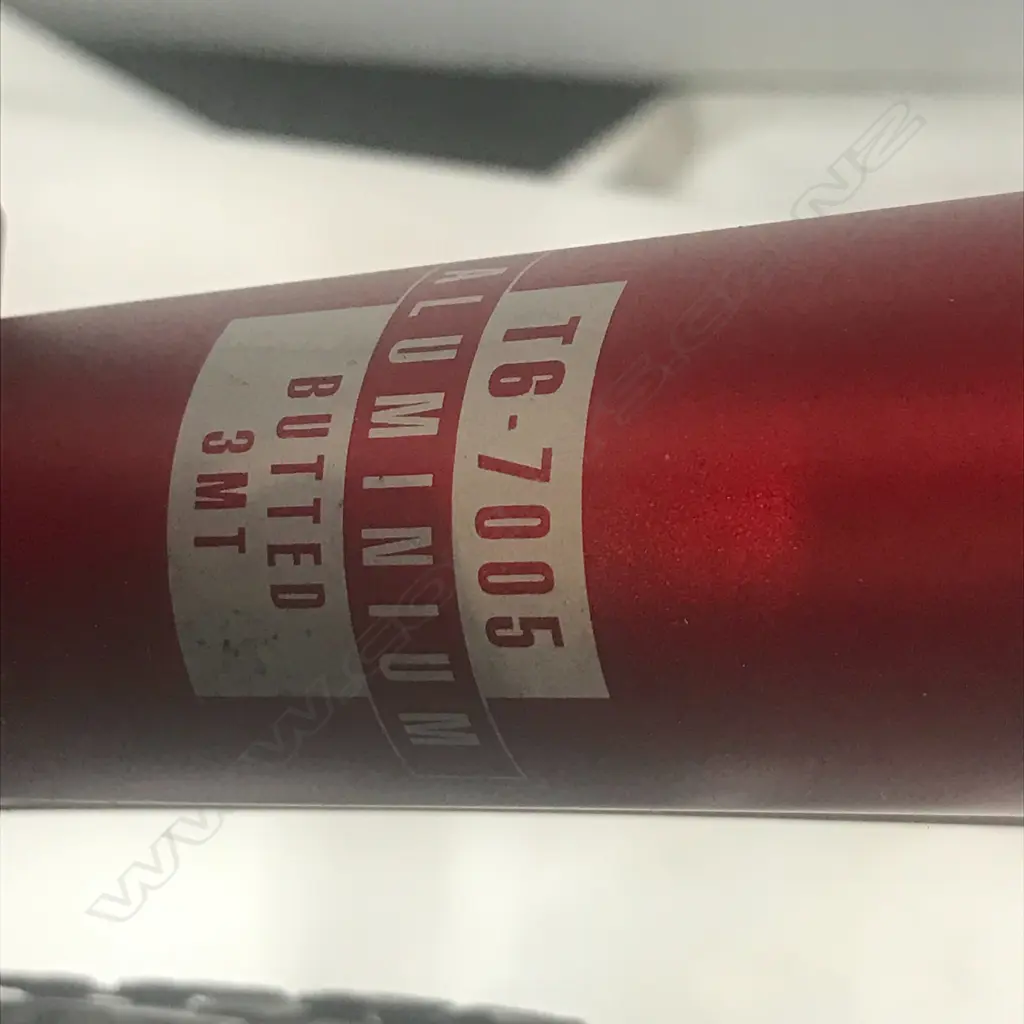 T6-7005
ALUMINIUM
BUTTED
3MT